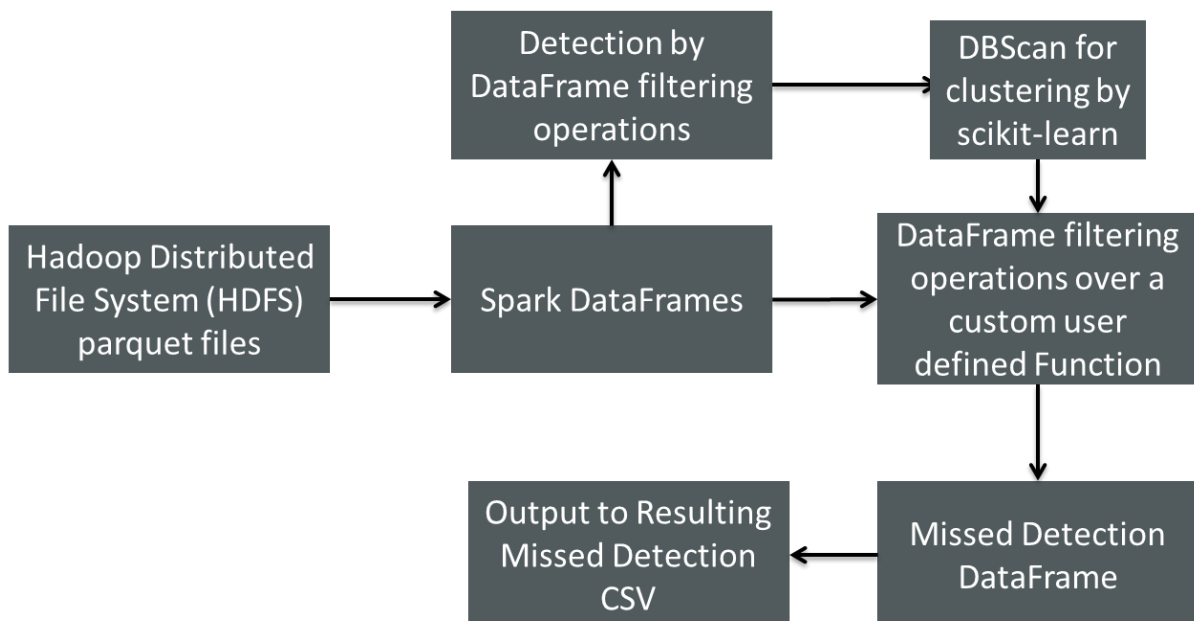 Detection by
DataFrame filtering
operations
DBScan for
clustering by
scikit-learn
Hadoop Distributed
File System (HDFS)
parquet files
Spark DataFrames
DataFrame filtering
operations over a
custom user
defined Function
Output to Resulting
Missed Detection
CSV
Missed Detection
DataFrame